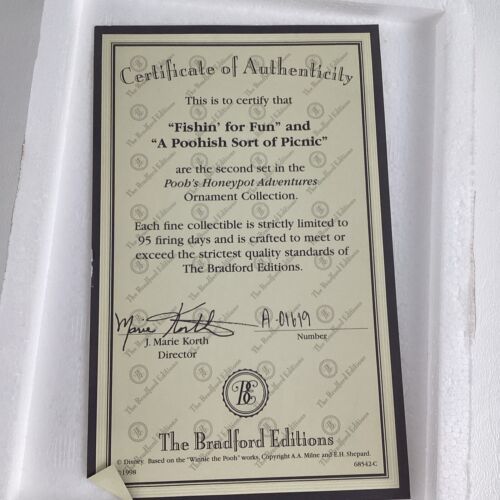 Certificate of Authenticity
This is to certify that
“Fishin’ for Fun” and
“A Poohish Sort of Picnic”
are the second set in the
Pooh's Honeypot Adventures
Ornament Collection.
Each fine collectible is strictly limited to
95 firing days and is crafted to meet or
exceed the strictest quality standards of
The Bradford Editions.
Marie Korth A-01619
J. Marie Korth Number
Director
BE
The Bradford Editions
© Disney. Based on the "Winnie the Pooh" works, Copyright A.A. Milne and E.H. Shepard.
©1998 68542-C